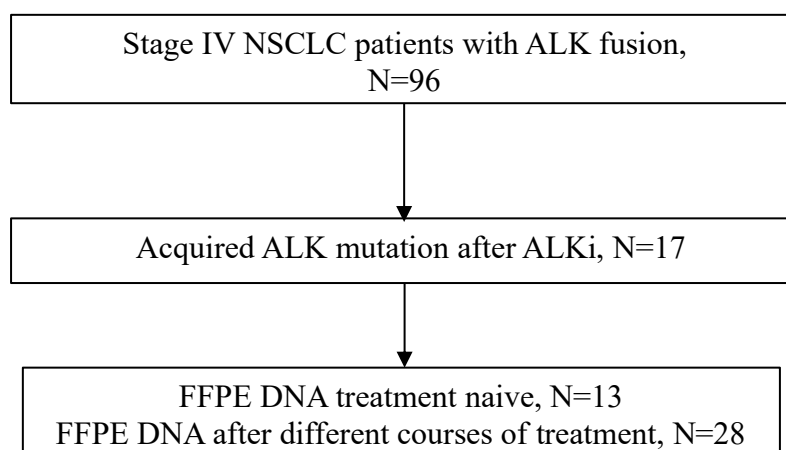 Stage IV NSCLC patients with ALK fusion,
N=96
Acquired ALK mutation after ALKi, N=17
FFPE DNA treatment naive, N=13
FFPE DNA after different courses of treatment, N=28